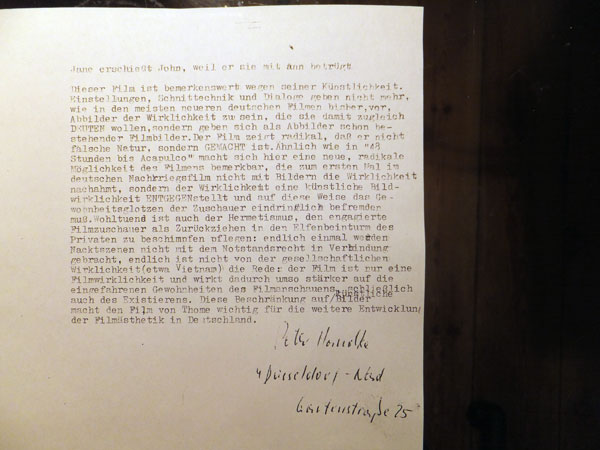 Jane erschießt John, weil er sie mit Ann betrügt
Dieser Film ist bemerkenswert wegen seiner Künstlichkeit.
Einstellungen, Schnittechnik und Dialoge geben nicht mehr,
wie in den meisten neueren deutschen Filmen bisher,vor,
Abbilder der Wirklichkeit zu sein, die sie damit zugleich
DEUTEN wollen,sondern geben sich als Abbilder schon be-
stehender Filmbilder.Der Film zeigt radikal, daß er nicht
falsche Natur, sondern GEMACHT ist.Ähnlich wie in "48
Stunden bis Acapulco" macht sich hier eine neue, radikale
Möglichkeit des Filmens bemerkbar, die zum ersten Mal im
deutschen Nachkriegsfilm nicht mit Bildern die Wirklichkeit
nachahmt, sondern der Wirklichkeit eine künstliche Bild-
wirklichkeit ENTGEGENstellt und auf diese Weise das Ge-
wohnheitsglotzen der Zuschauer eindringlich befremden
muß.Wohltuend ist auch der Hermetismus, den engagierte
Filmzuschauer als Zurückziehen in den Elfenbeinturm des
Privaten zu beschimpfen pflegen: endlich einmal werden
Nacktszenen nicht mit dem Notstandsrecht in Verbindung
gebracht, endlich ist nicht von der gesellschaftlichen
Wirklichkeit(etwa Vietnam) die Rede: der Film ist nur eine
Filmwirklichkeit und wirkt dadurch umso stärker auf die
eingefahrenen Gewohnheiten des Filmanschauens, schließlich
auch des Existierens. Diese Beschränkung auf/künstliche Bilder
macht den Film von Thome wichtig für die weitere Entwicklung
der Filmästhetik in Deutschland.
Peter Handke
4 Düsseldorf-Nord
Gartenstraße 25